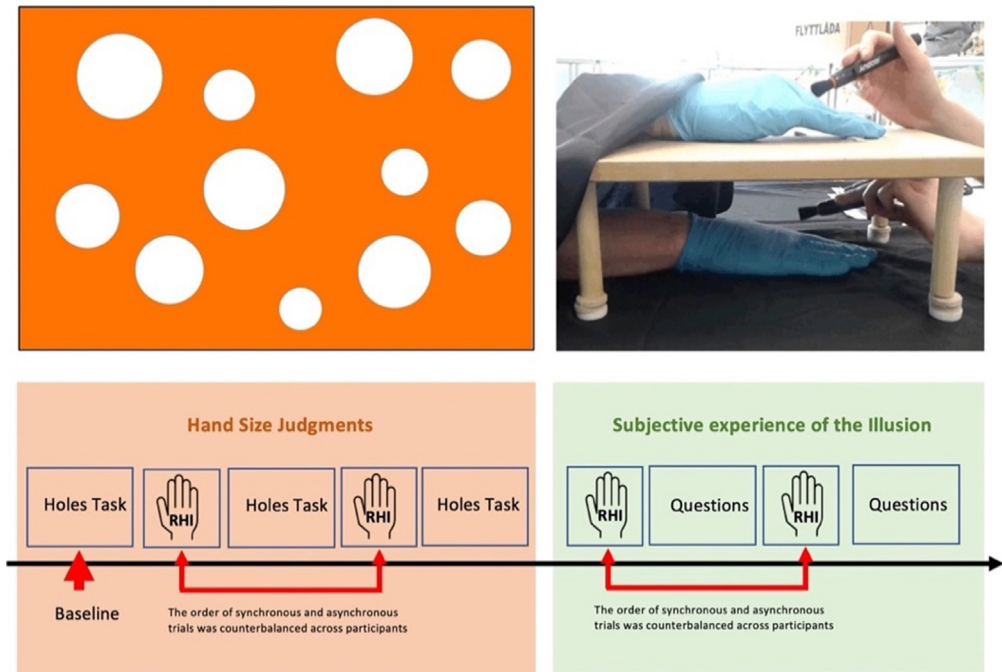 FLYTTLÅDA
Hand Size Judgments
Holes Task
RHI
Holes Task
RHI
Holes Task
Baseline
The order of synchronous and asynchronous
trials was counterbalanced across participants
Subjective experience of the Illusion
RHI
Questions
RHI
Questions
The order of synchronous and asynchronous
trials was counterbalanced across participants